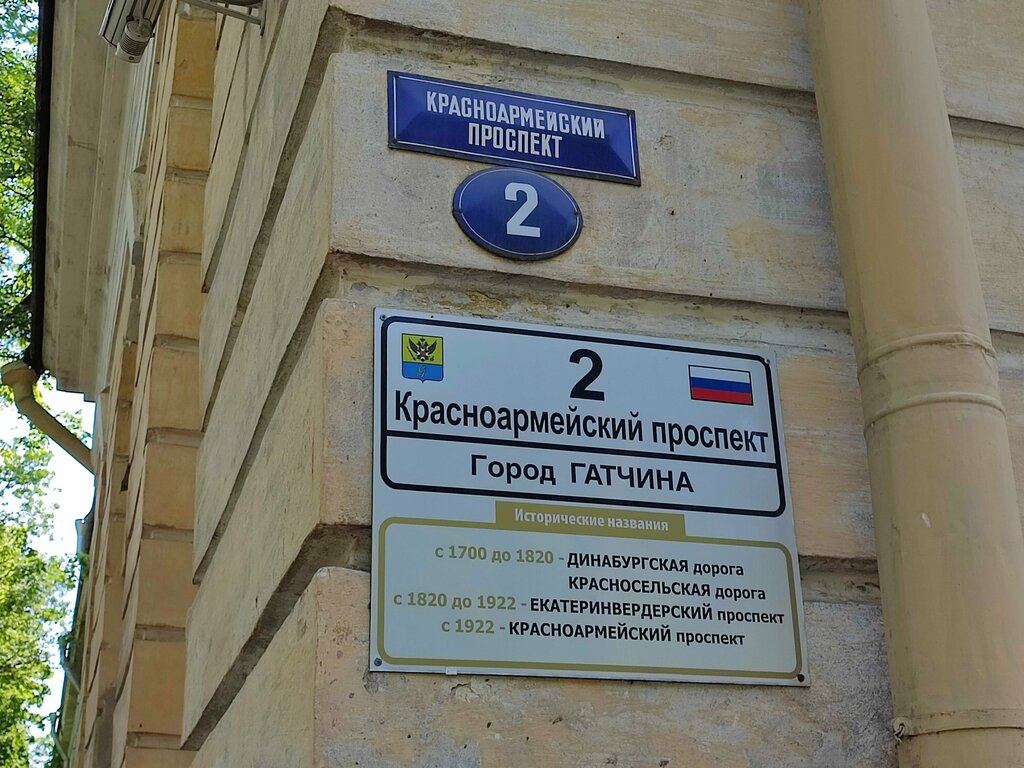 КРАСНОАРМЕЙСКИЙ
ПРОСПЕКТ
2
2
Красноармейский проспект
Город ГАТЧИНА
Исторические названия
с 1700 до 1820 - ДИНАБУРГСКАЯ дорога
КРАСНОСЕЛЬСКАЯ дорога
с 1820 до 1922 - ЕКАТЕРИНВЕРДЕРСКИЙ проспект
с 1922 - КРАСНОАРМЕЙСКИЙ проспект